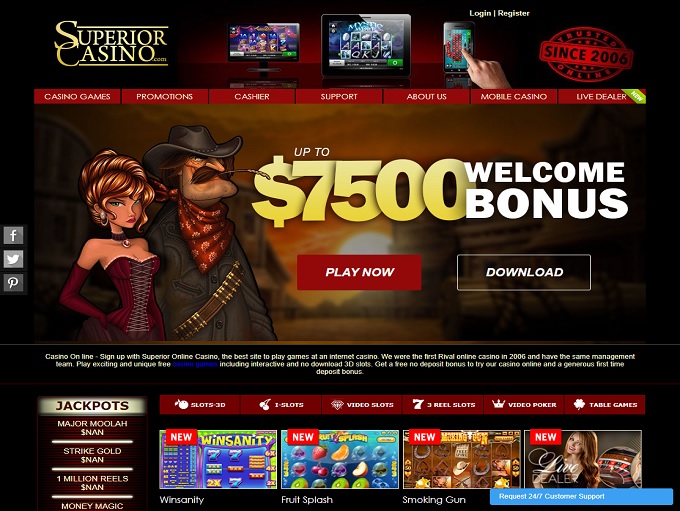 Login | Register
SUPERIOR
CASINO.com
TRUSTED
SINCE 2006
ONLINE
CASINO GAMES
PROMOTIONS
CASHIER
SUPPORT
ABOUT US
MOBILE CASINO
LIVE DEALER
NEW
UP TO
$7500 WELCOME
BONUS
PLAY NOW
DOWNLOAD
Casino On line - Sign up with Superior Online Casino, the best site to play games at an internet casino. We were the first Rival online casino in 2006 and have the same management
team. Play exciting and unique free casino games including interactive and no download 3D slots. Get a free no deposit bonus to try our casino online and a generous first time
deposit bonus.
JACKPOTS
MAJOR MOOLAH
$NAN
STRIKE GOLD
$NAN
1 MILLION REELS
$NAN
MONEY MAGIC
SLOTS-3D
I-SLOTS
VIDEO SLOTS
3 REEL SLOTS
VIDEO POKER
TABLE GAMES
NEW
WINSANITY
Winsanity
NEW
FRUIT SPLASH
Fruit Splash
NEW
SMOKING GUN
Smoking Gun
NEW
Live
DEALER
Request 24/7 Customer Support